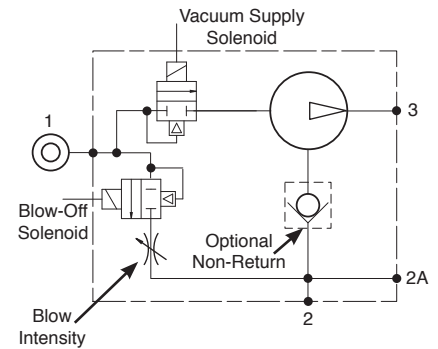 Vacuum Supply
Solenoid
1
3
Blow-Off
Solenoid
Optional
Non-Return
2A
Blow
Intensity
2